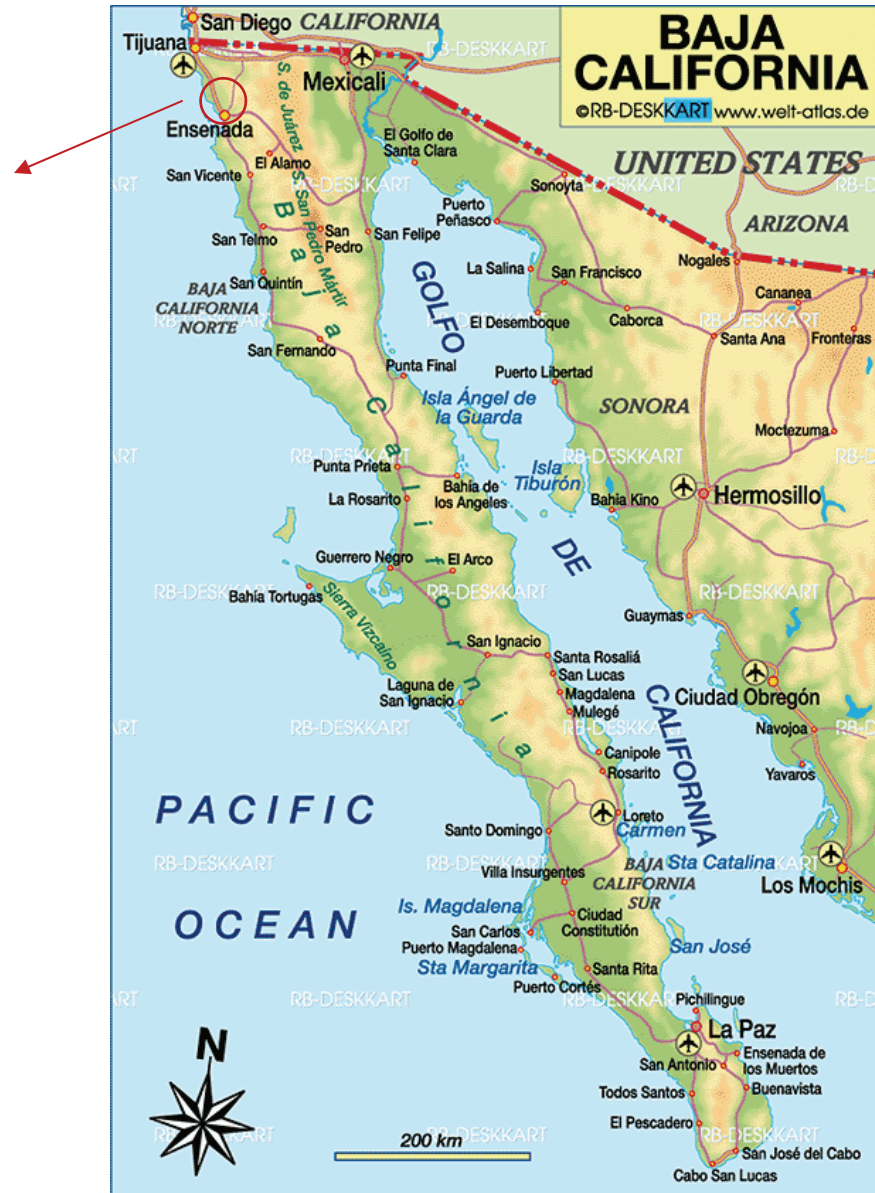 San Diego
CALIFORNIA
BAJA
CALIFORNIA
©RB-DESKKART www.welt-atlas.de
Tijuana
Mexicali
RB-DESKKART
Ensenada
S. de Juárez
S. San Pedro Mártir
El Golfo de
Santa Clara
UNITED STATES
ARIZONA
El Alamo
San Vicente
Sonoyta
Puerto
Peñasco
San Telmo
San
Pedro
San Felipe
Nogales
La Salina
San Francisco
San Quintín
BAJA
CALIFORNIA
NORTE
Baja California
GOLFO DE CALIFORNIA
Cananea
El Desemboque
Caborca
Santa Ana
Fronteras
San Fernando
Punta Final
Puerto Libertad
Isla Ángel de
la Guarda
SONORA
Moctezuma
Punta Prieta
Isla
Tiburón
Bahía de
los Angeles
La Rosarito
Bahia Kino
Hermosillo
Guerrero Negro
El Arco
Bahía Tortugas
Sierra Vizcaíno
Guaymas
San Ignacio
Santa Rosaliá
San Lucas
Magdalena
Mulegé
Laguna de
San Ignacio
Ciudad Obregón
Navojoa
Canipole
Rosarito
Yavaros
PACIFIC
OCEAN
Loreto
Carmen
Santo Domingo
BAJA
CALIFORNIA
SUR
Sta Catalina
Los Mochis
Villa Insurgentes
Is. Magdalena
Ciudad
Constitutión
San Carlos
Puerto Magdalena
San José
Sta Margarita
Santa Rita
Puerto Cortés
Pichilingue
La Paz
N
San Antonio
Ensenada de
los Muertos
Todos Santos
Buenavista
El Pescadero
200 km
San José del Cabo
Cabo San Lucas